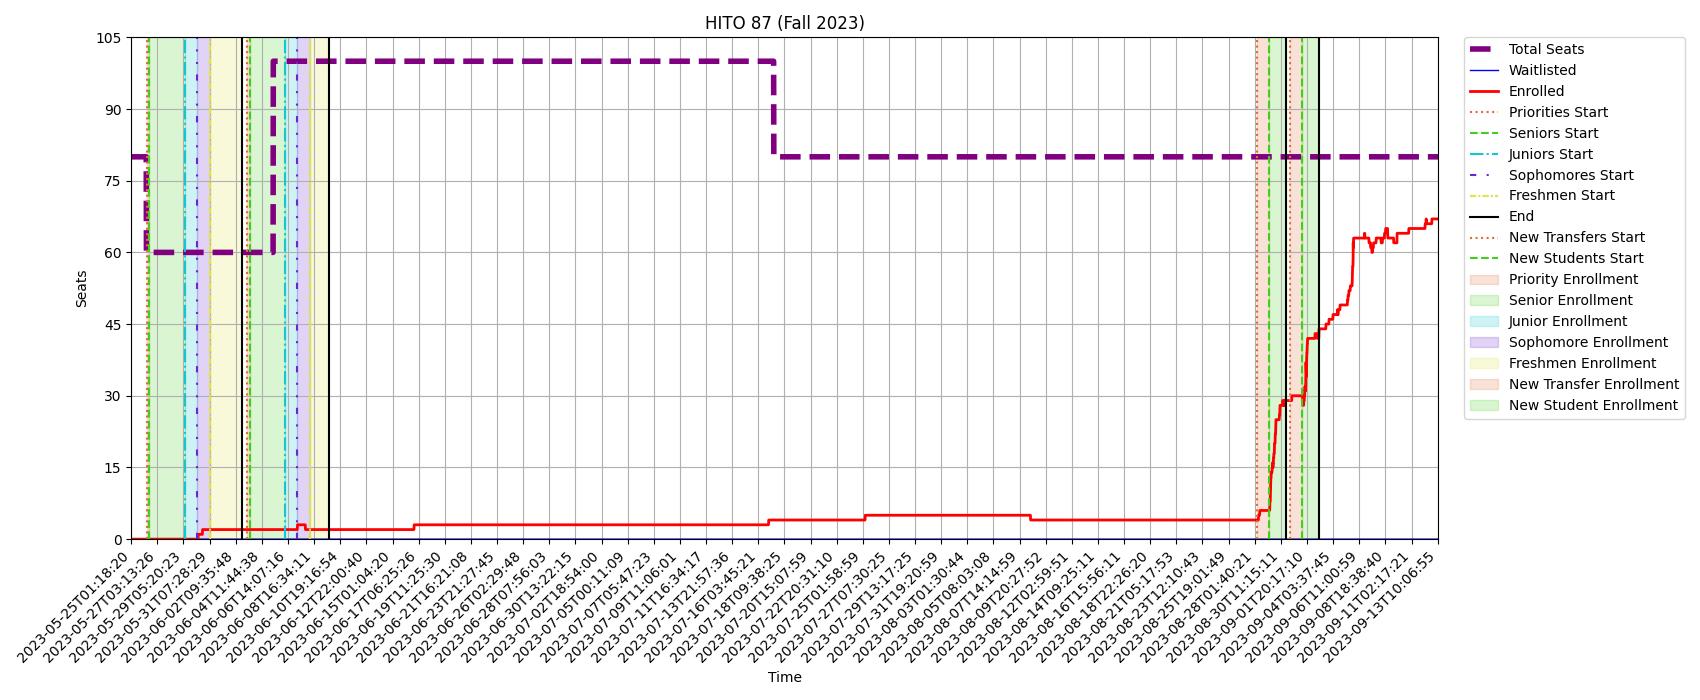 HITO 87 (Fall 2023)
105
90
75
60
45
30
15
0
Seats
2023-05-25T01:18:20
2023-05-27T03:13:26
2023-05-29T05:20:23
2023-05-31T07:28:29
2023-06-02T09:35:48
2023-06-04T11:44:38
2023-06-06T14:07:16
2023-06-08T16:34:11
2023-06-10T19:16:54
2023-06-12T22:00:40
2023-06-15T01:04:20
2023-06-17T06:25:26
2023-06-19T11:25:30
2023-06-21T16:21:08
2023-06-23T21:27:45
2023-06-26T02:29:48
2023-06-28T07:56:03
2023-06-30T13:22:15
2023-07-02T18:54:00
2023-07-05T00:11:09
2023-07-07T05:47:23
2023-07-09T11:06:01
2023-07-11T16:34:17
2023-07-13T21:57:36
2023-07-16T03:45:21
2023-07-18T09:38:25
2023-07-20T15:07:59
2023-07-22T20:31:10
2023-07-25T01:58:59
2023-07-27T07:30:25
2023-07-29T13:17:25
2023-07-31T19:20:59
2023-08-03T01:30:44
2023-08-05T08:03:08
2023-08-07T14:14:59
2023-08-09T20:27:52
2023-08-12T02:59:51
2023-08-14T09:25:11
2023-08-16T15:56:11
2023-08-18T22:26:20
2023-08-21T05:17:53
2023-08-23T12:10:43
2023-08-25T19:01:49
2023-08-28T01:40:21
2023-08-30T11:15:11
2023-09-01T20:17:10
2023-09-04T03:37:45
2023-09-06T11:00:59
2023-09-08T18:38:40
2023-09-11T02:17:21
2023-09-13T10:06:55
Time
Total Seats
Waitlisted
Enrolled
Priorities Start
Seniors Start
Juniors Start
Sophomores Start
Freshmen Start
End
New Transfers Start
New Students Start
Priority Enrollment
Senior Enrollment
Junior Enrollment
Sophomore Enrollment
Freshmen Enrollment
New Transfer Enrollment
New Student Enrollment